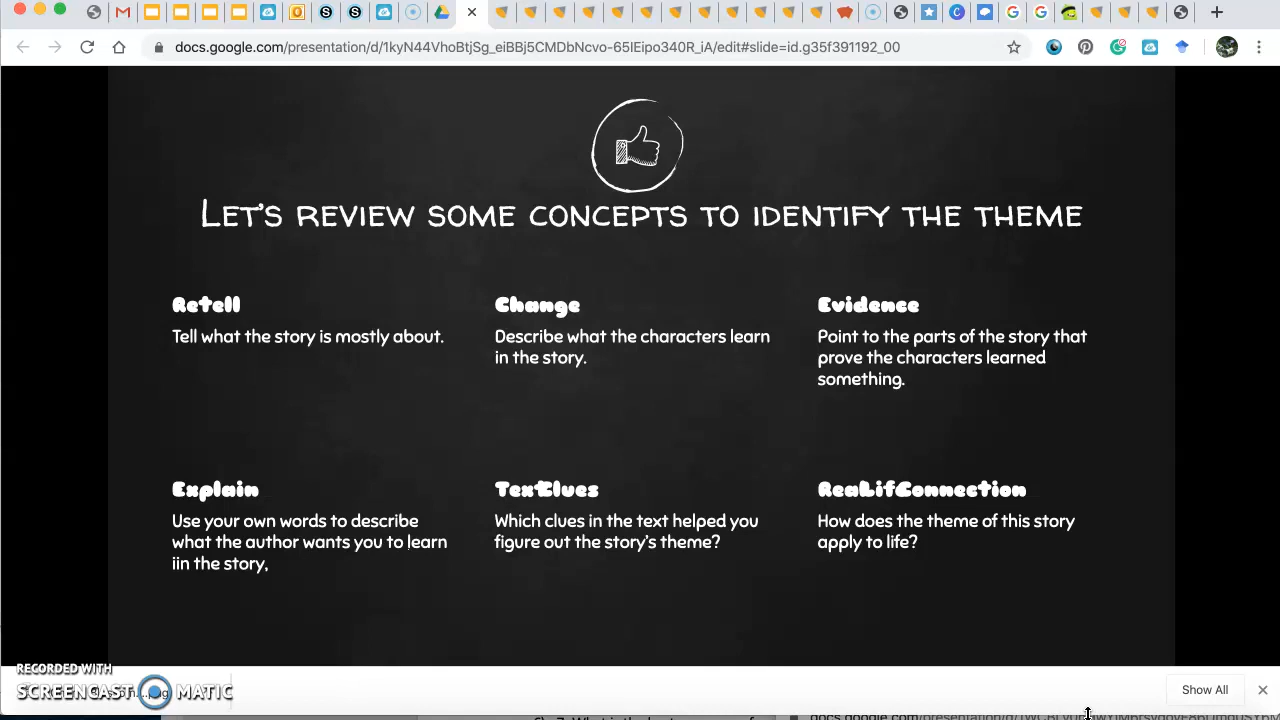 docs.google.com/presentation/d/1kyN44VhoBtjSg_eiBBj5CMDbNcvo-65IEipo340R_iA/edit#slide=id.g35f391192_00
Let's review some concepts to identify the theme
Retell
Tell what the story is mostly about.
Change
Describe what the characters learn
in the story.
Evidence
Point to the parts of the story that
prove the characters learned
something.
Explain
Use your own words to describe
what the author wants you to learn
iin the story,
TextClues
Which clues in the text helped you
figure out the story's theme?
RealLifConnection
How does the theme of this story
apply to life?
RECORDED WITH
SCREENCAST MATIC
Show All